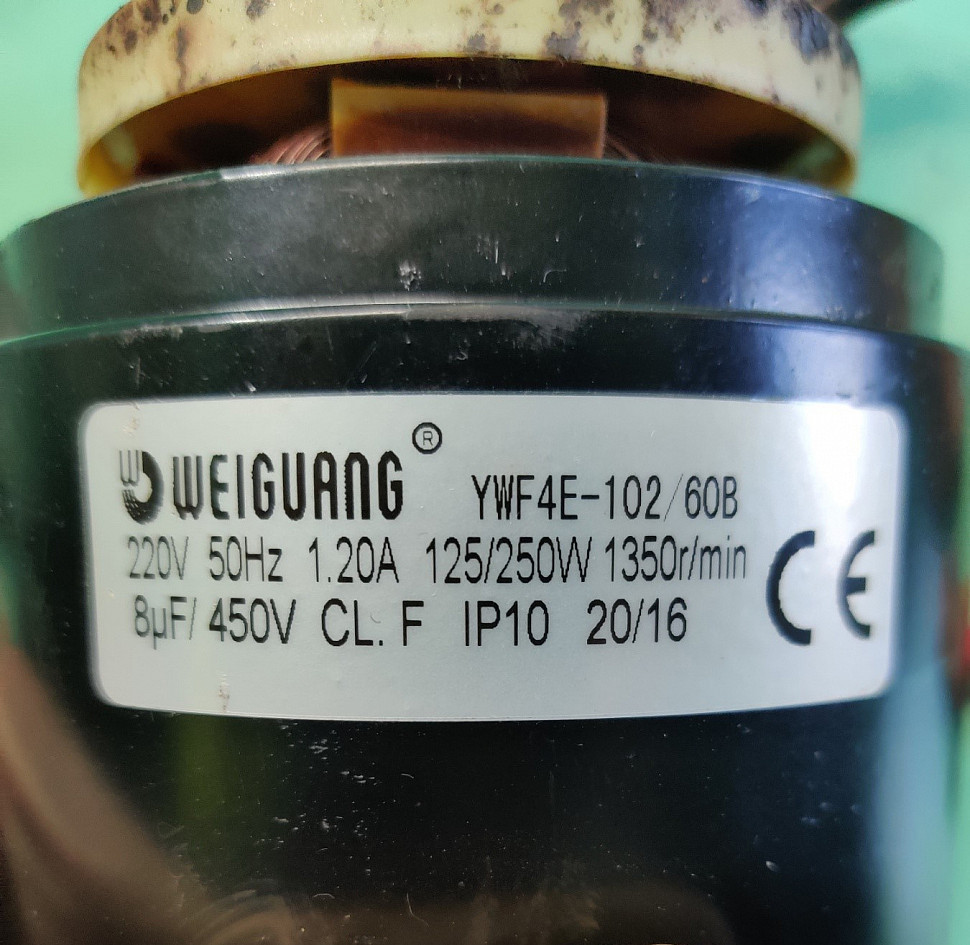 WEIGUANG® YWF4E-102/60B
220V 50Hz 1.20A 125/250W 1350r/min
8µF/ 450V CL. F IP10 20/16 CE